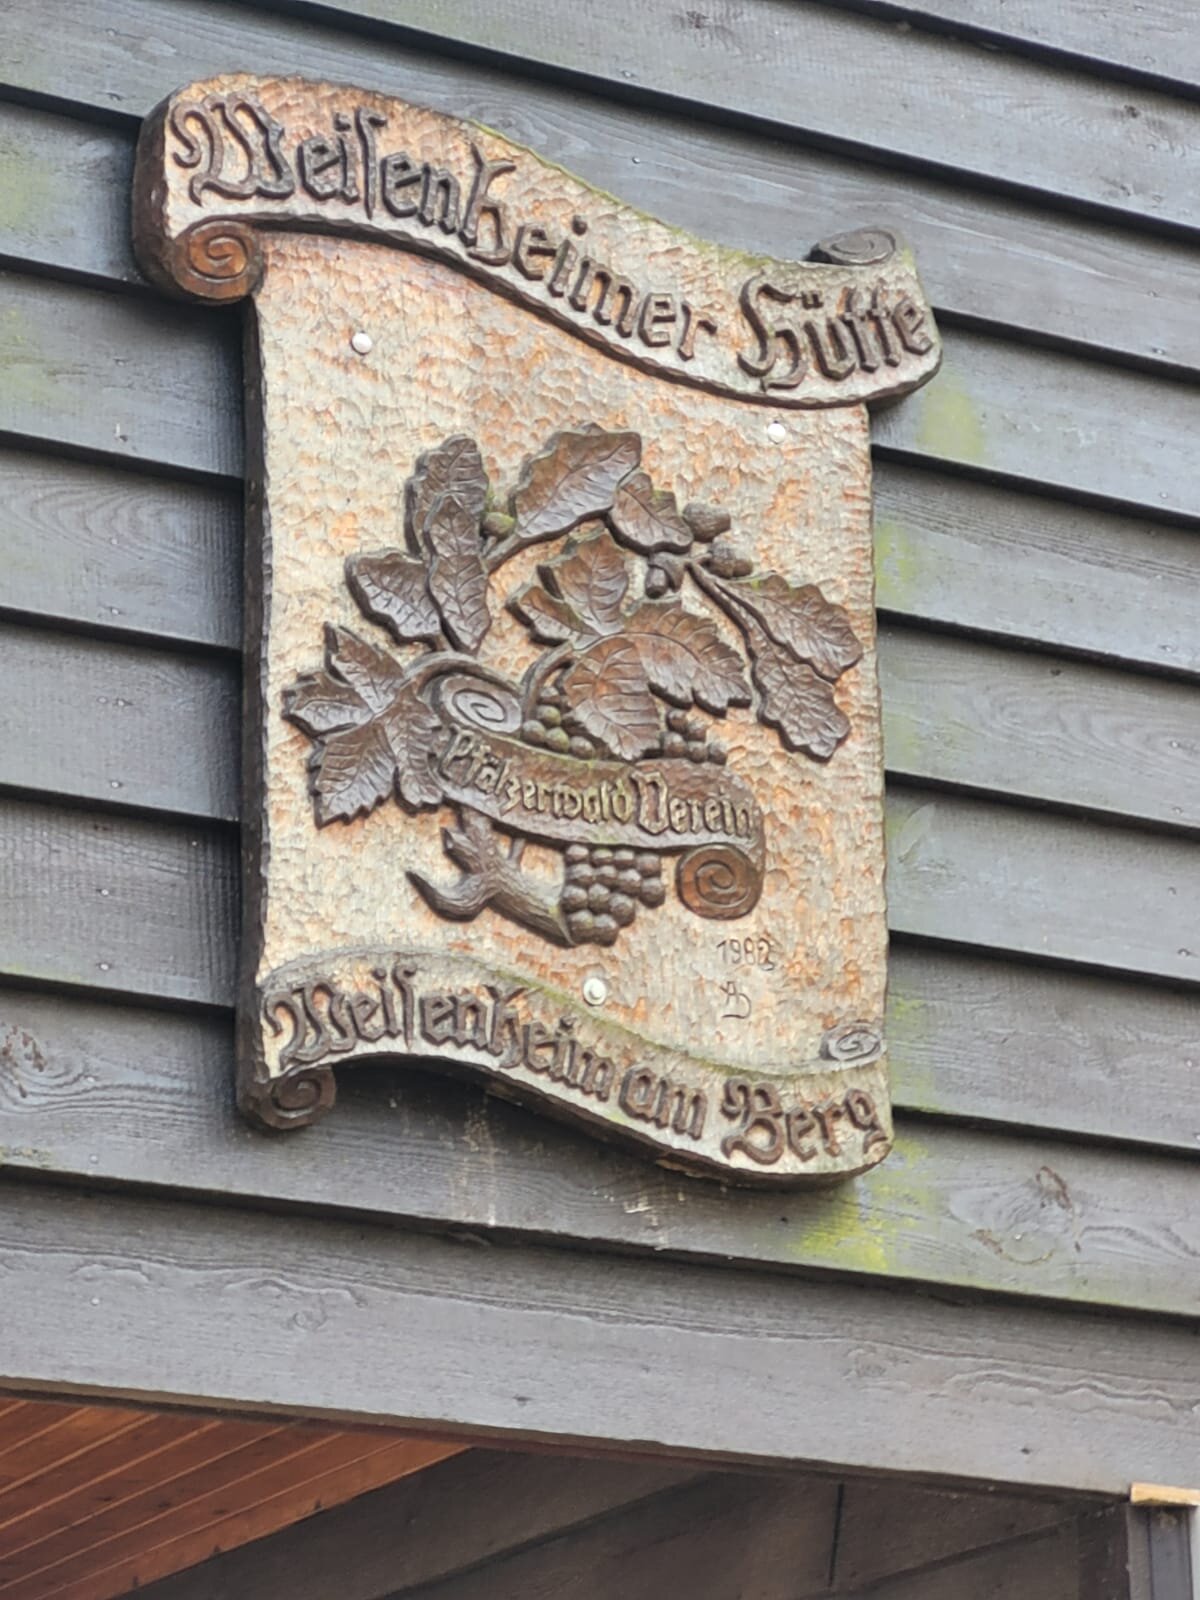 Weisenheimer Hütte
Pfälzerwald Verein
1982
Weisenheim am Berg